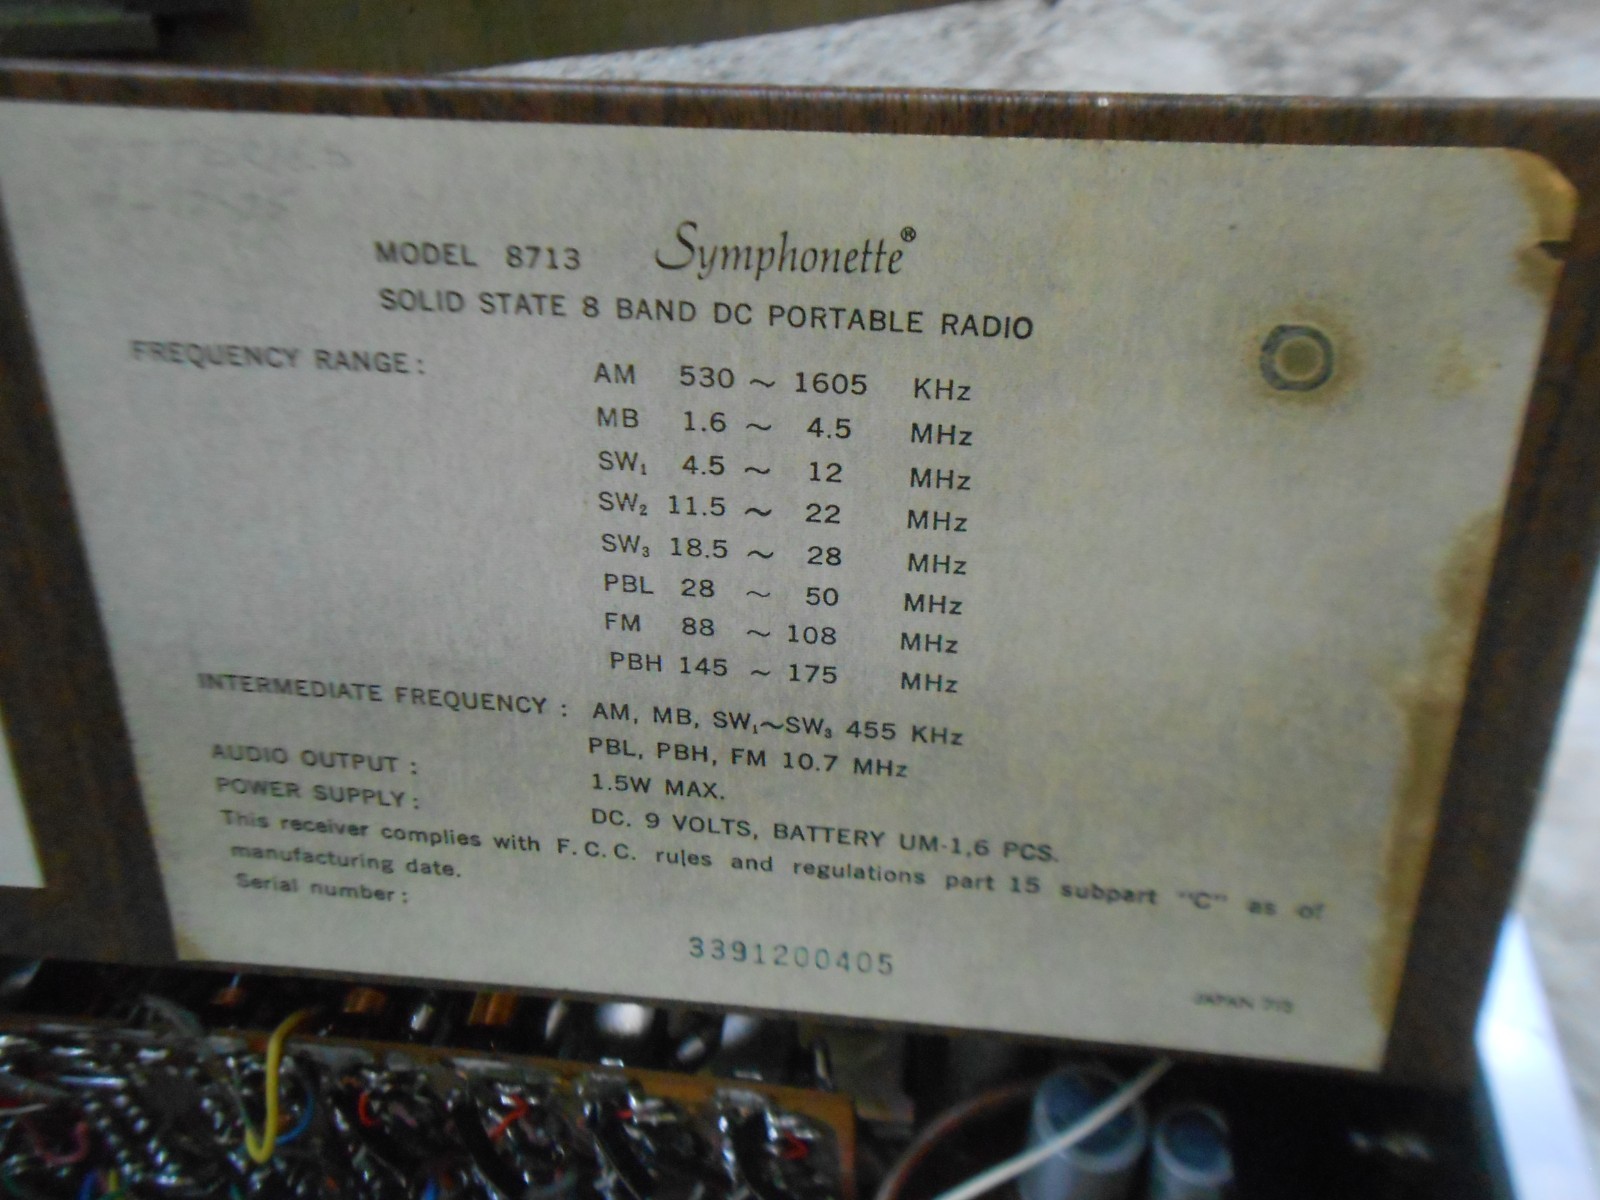 MODEL 8713 Symphonette®
SOLID STATE 8 BAND DC PORTABLE RADIO
FREQUENCY RANGE: AM 530 ~ 1605 KHz
MB 1.6 ~ 4.5 MHz
SW₁ 4.5 ~ 12 MHz
SW₂ 11.5 ~ 22 MHz
SW₃ 18.5 ~ 28 MHz
PBL 28 ~ 50 MHz
FM 88 ~ 108 MHz
PBH 145 ~ 175 MHz
INTERMEDIATE FREQUENCY: AM, MB, SW₁~SW₃ 455 KHz
PBL, PBH, FM 10.7 MHz
AUDIO OUTPUT: 1.5W MAX.
POWER SUPPLY: DC. 9 VOLTS, BATTERY UM-1,6 PCS.
This receiver complies with F.C.C. rules and regulations part 15 subpart "C" as of
manufacturing date.
Serial number:
3391200405
JAPAN